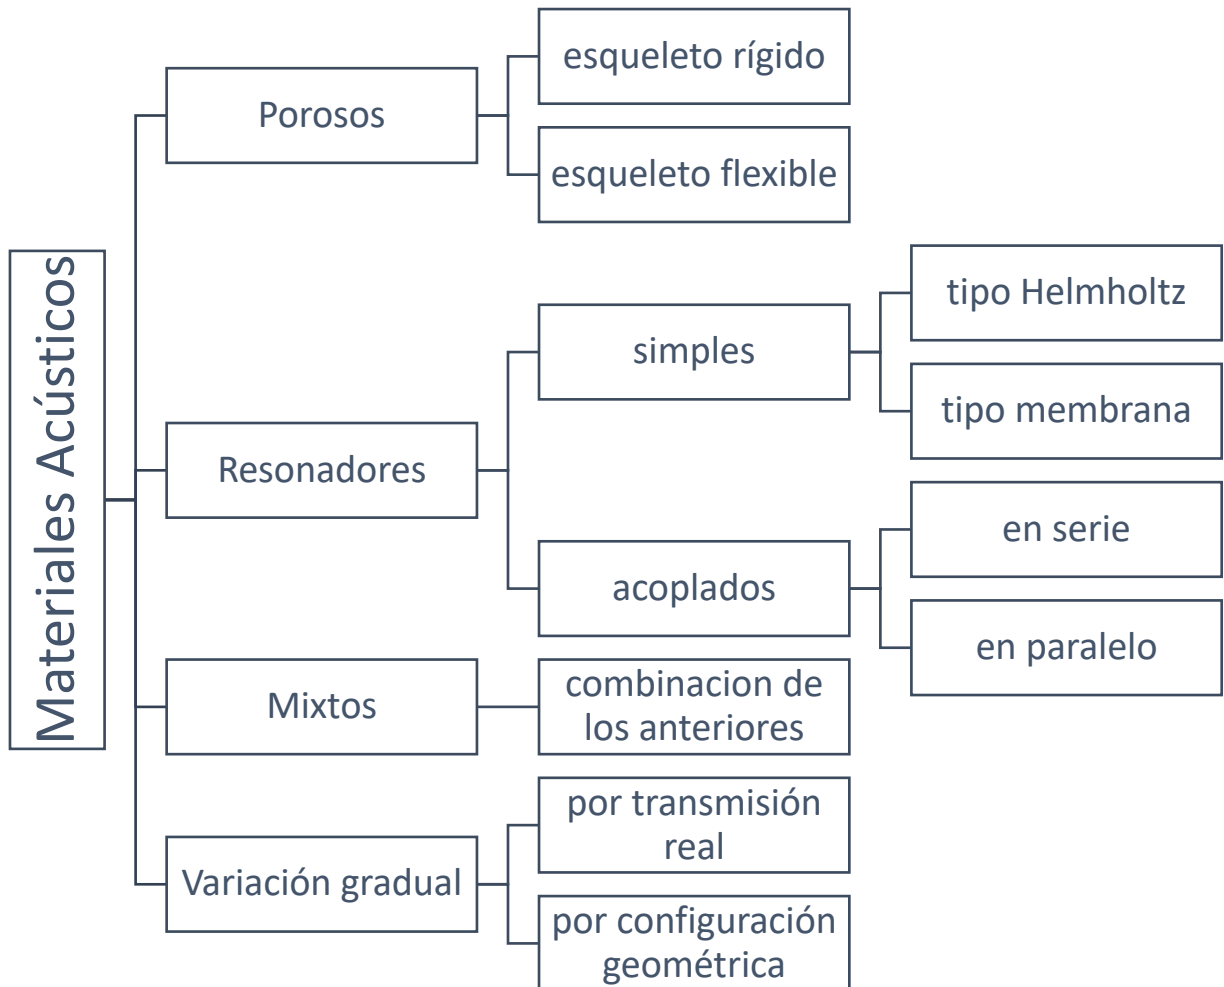 Materiales Acústicos
Porosos
esqueleto rígido
esqueleto flexible
Resonadores
simples
tipo Helmholtz
tipo membrana
acoplados
en serie
en paralelo
Mixtos
combinacion de
los anteriores
Variación gradual
por transmisión
real
por configuración
geométrica